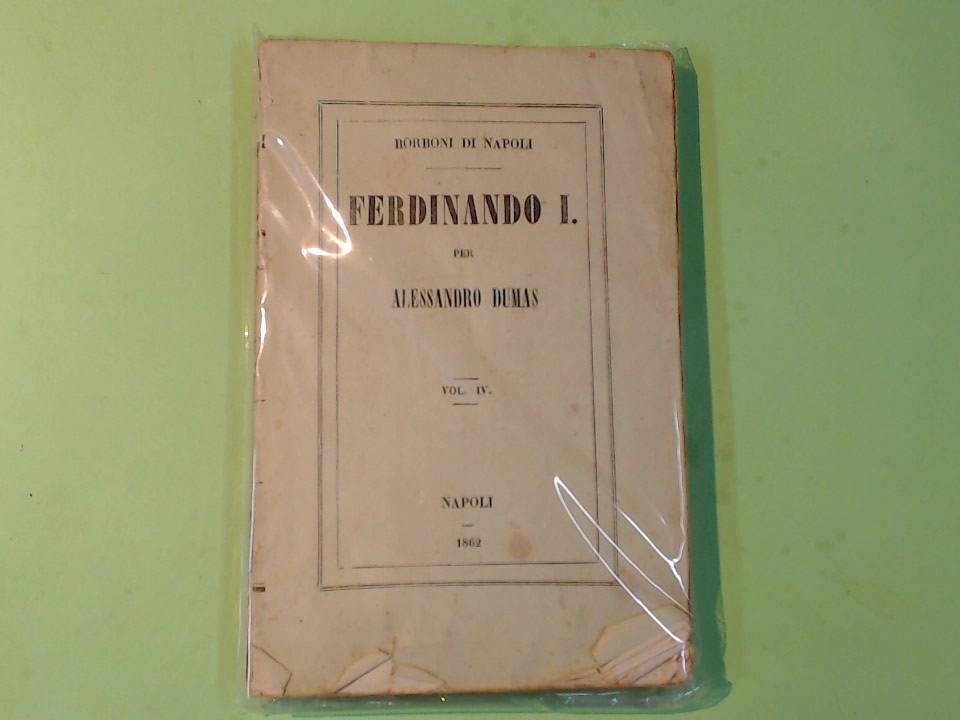 BORBONI DI NAPOLI
FERDINANDO I.
PER
ALESSANDRO DUMAS
VOL. IV.
NAPOLI
1862